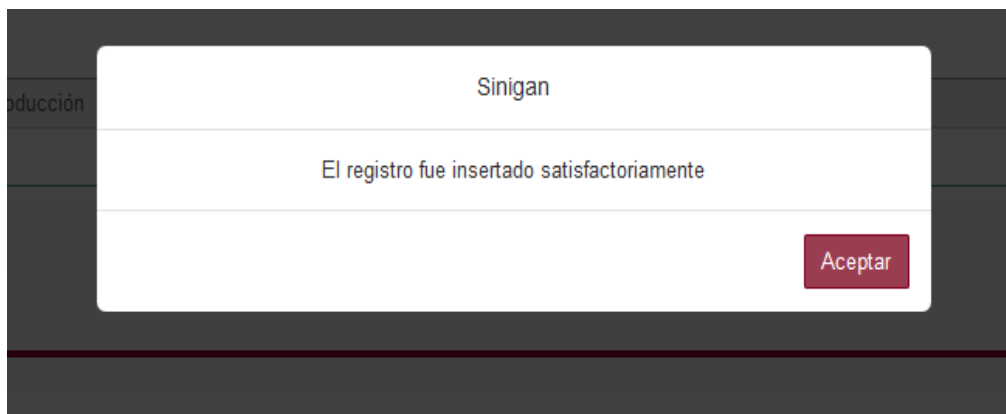 Sinigan
oducción
El registro fue insertado satisfactoriamente
Aceptar